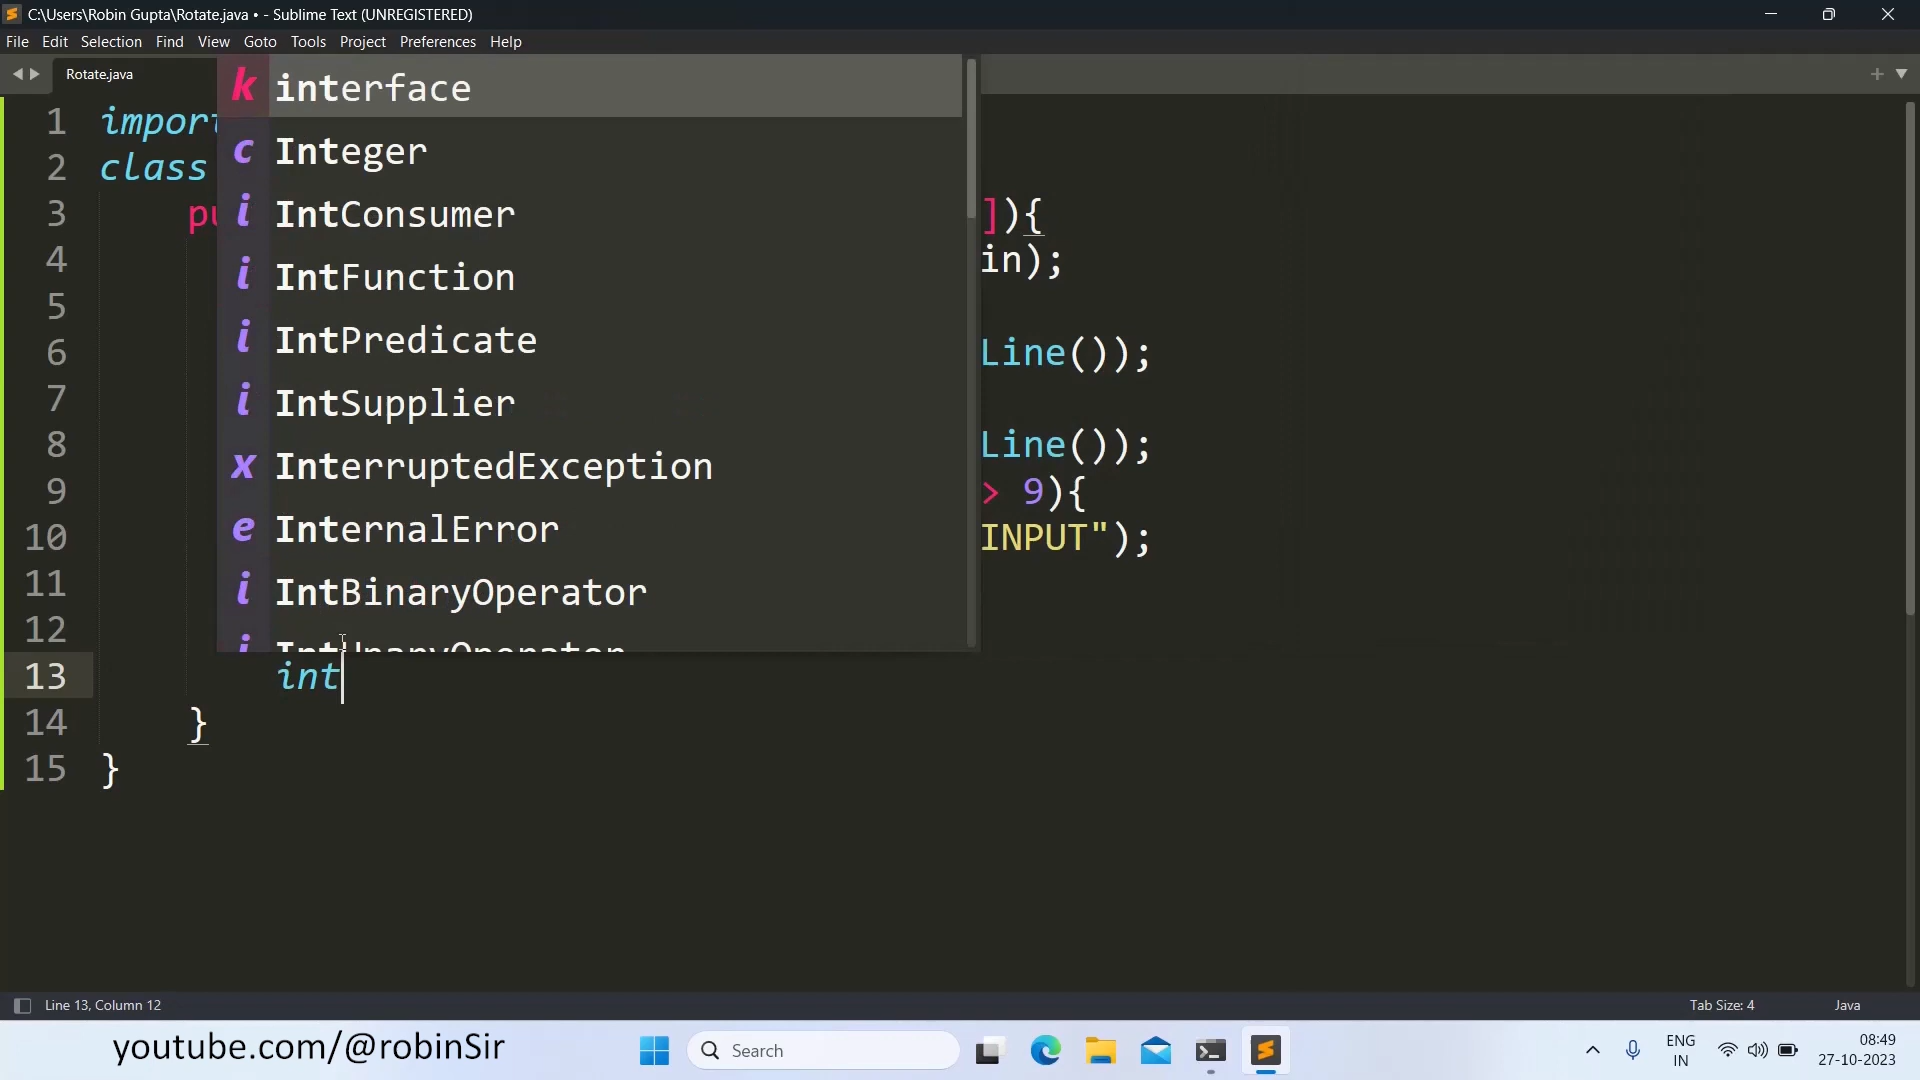 C:\Users\Robin Gupta\Rotate.java • - Sublime Text (UNREGISTERED)
File Edit Selection Find View Goto Tools Project Preferences Help
Rotate.java
interface
Integer
IntConsumer
IntFunction
IntPredicate
IntSupplier
InterruptedException
InternalError
IntBinaryOperator
IntUnaryOperator
1 impor
2 class
3 pu ]){
4 in);
5
6 Line());
7
8 Line());
9 > 9){
10 INPUT");
11
12
13 int
14 }
15 }
Line 13, Column 12 Tab Size: 4 Java
youtube.com/@robinSir
Search
ENG
IN
08:49
27-10-2023